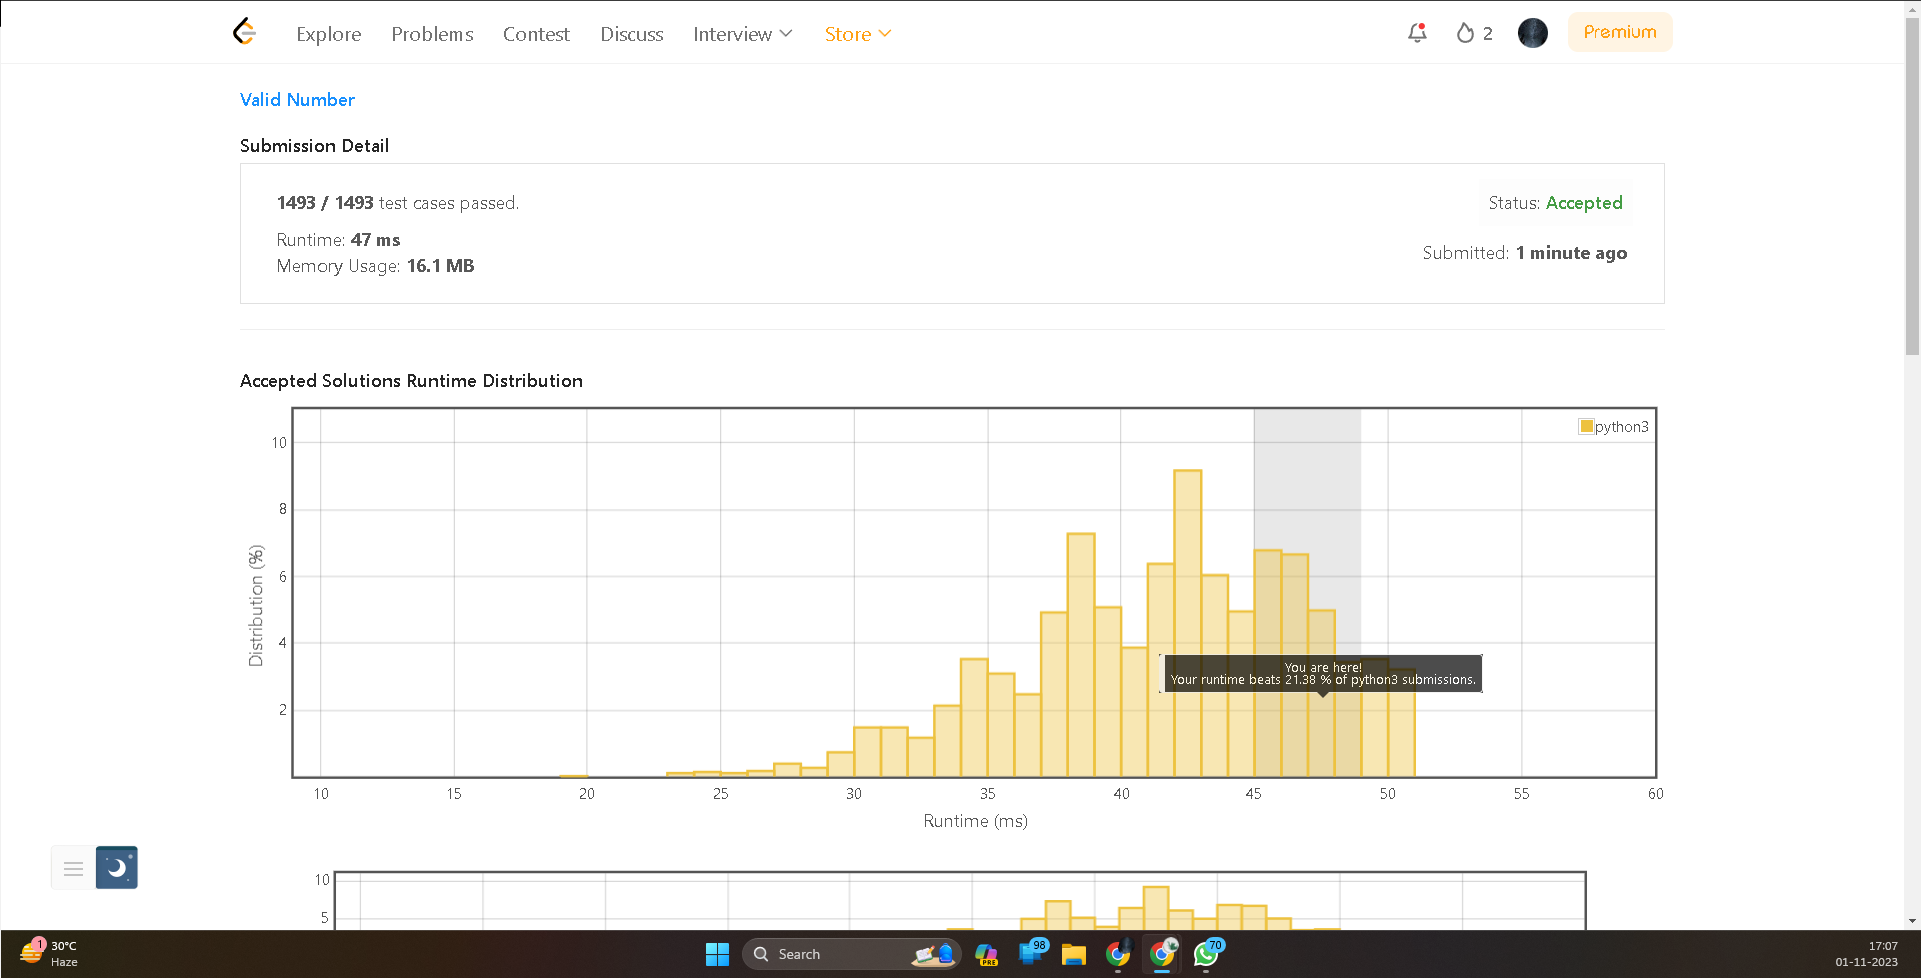 Explore Problems Contest Discuss Interview Store 2 Premium
Valid Number
Submission Detail
1493 / 1493 test cases passed.
Status: Accepted
Runtime: 47 ms
Submitted: 1 minute ago
Memory Usage: 16.1 MB
Accepted Solutions Runtime Distribution
python3
10
8
6
4
2
Distribution (%)
You are here!
Your runtime beats 21.38 % of python3 submissions.
10 15 20 25 30 35 40 45 50 55 60
Runtime (ms)
10
5
1
30°C
Haze
Search
PRE
98
70
17:07
01-11-2023